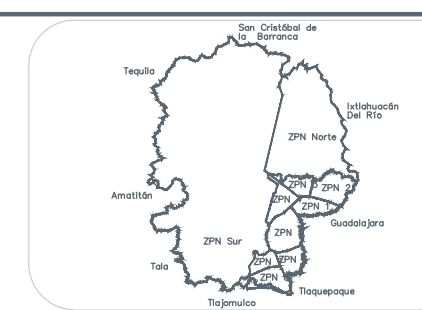 San Cristóbal de
la Barranca
Tequila
Ixtlahuacán
Del Río
ZPN Norte
ZPN
ZPN 2
Amatitán
ZPN
ZPN 1
Guadalajara
ZPN
ZPN Sur
ZPN
ZPN
Tala
ZPN
Tlaquepaque
Tlajomulco